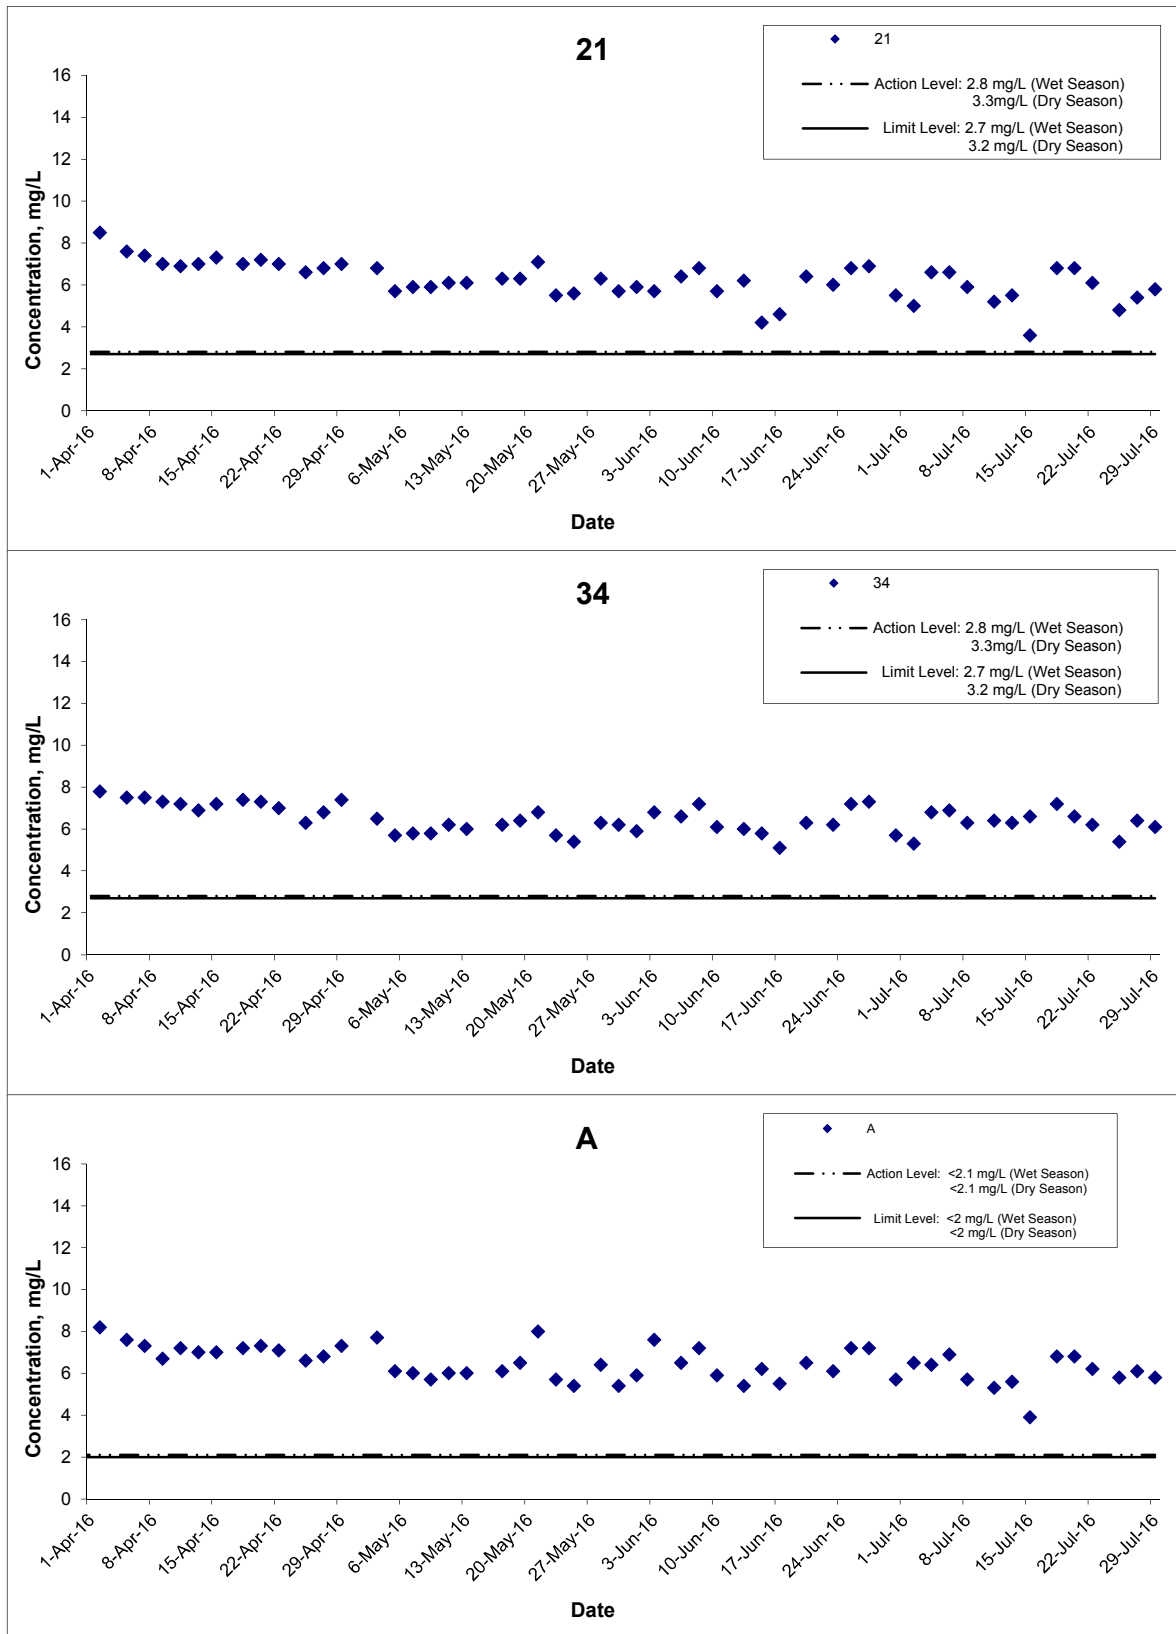 21
21
Action Level: 2.8 mg/L (Wet Season)
3.3mg/L (Dry Season)
Limit Level: 2.7 mg/L (Wet Season)
3.2 mg/L (Dry Season)
Concentration, mg/L
16
14
12
10
8
6
4
2
0
1-Apr-16
8-Apr-16
15-Apr-16
22-Apr-16
29-Apr-16
6-May-16
13-May-16
20-May-16
27-May-16
3-Jun-16
10-Jun-16
17-Jun-16
24-Jun-16
1-Jul-16
8-Jul-16
15-Jul-16
22-Jul-16
29-Jul-16
Date
34
34
Action Level: 2.8 mg/L (Wet Season)
3.3mg/L (Dry Season)
Limit Level: 2.7 mg/L (Wet Season)
3.2 mg/L (Dry Season)
Concentration, mg/L
16
14
12
10
8
6
4
2
0
1-Apr-16
8-Apr-16
15-Apr-16
22-Apr-16
29-Apr-16
6-May-16
13-May-16
20-May-16
27-May-16
3-Jun-16
10-Jun-16
17-Jun-16
24-Jun-16
1-Jul-16
8-Jul-16
15-Jul-16
22-Jul-16
29-Jul-16
Date
A
A
Action Level: <2.1 mg/L (Wet Season)
<2.1 mg/L (Dry Season)
Limit Level: <2 mg/L (Wet Season)
<2 mg/L (Dry Season)
Concentration, mg/L
16
14
12
10
8
6
4
2
0
1-Apr-16
8-Apr-16
15-Apr-16
22-Apr-16
29-Apr-16
6-May-16
13-May-16
20-May-16
27-May-16
3-Jun-16
10-Jun-16
17-Jun-16
24-Jun-16
1-Jul-16
8-Jul-16
15-Jul-16
22-Jul-16
29-Jul-16
Date